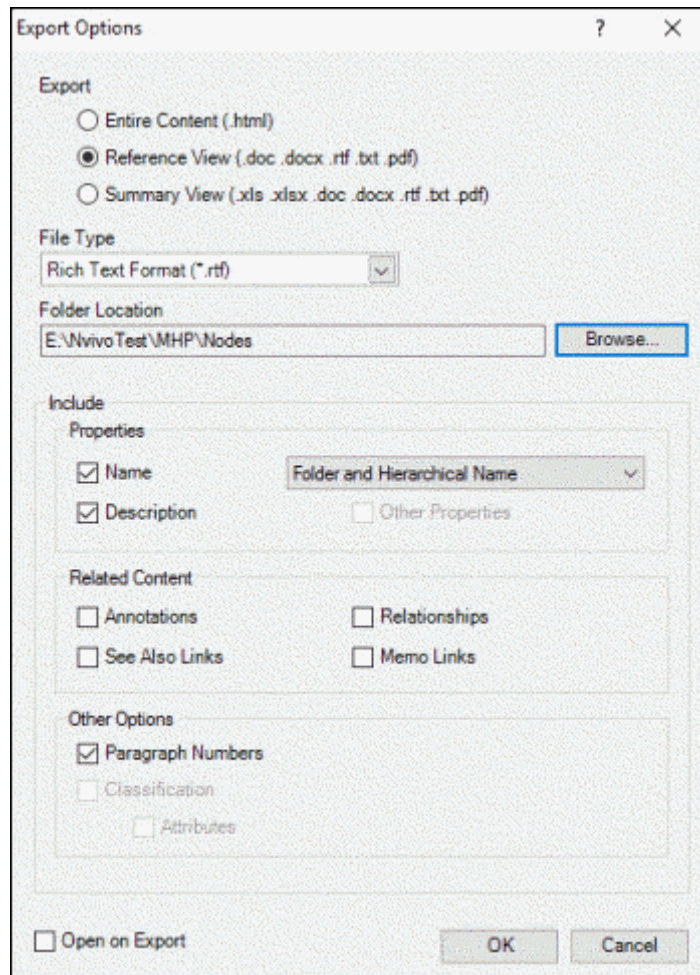 Export Options ?
Export
Entire Content (.html)
Reference View (.doc .docx .rtf .txt .pdf)
Summary View (.xls .xlsx .doc .docx .rtf .txt .pdf)
File Type
Rich Text Format (*.rtf)
Folder Location
E:\NvivoTest\MHP\Nodes Browse...
Include
Properties
Name Folder and Hierarchical Name
Description Other Properties
Related Content
Annotations Relationships
See Also Links Memo Links
Other Options
Paragraph Numbers
Classification
Attributes
Open on Export OK Cancel